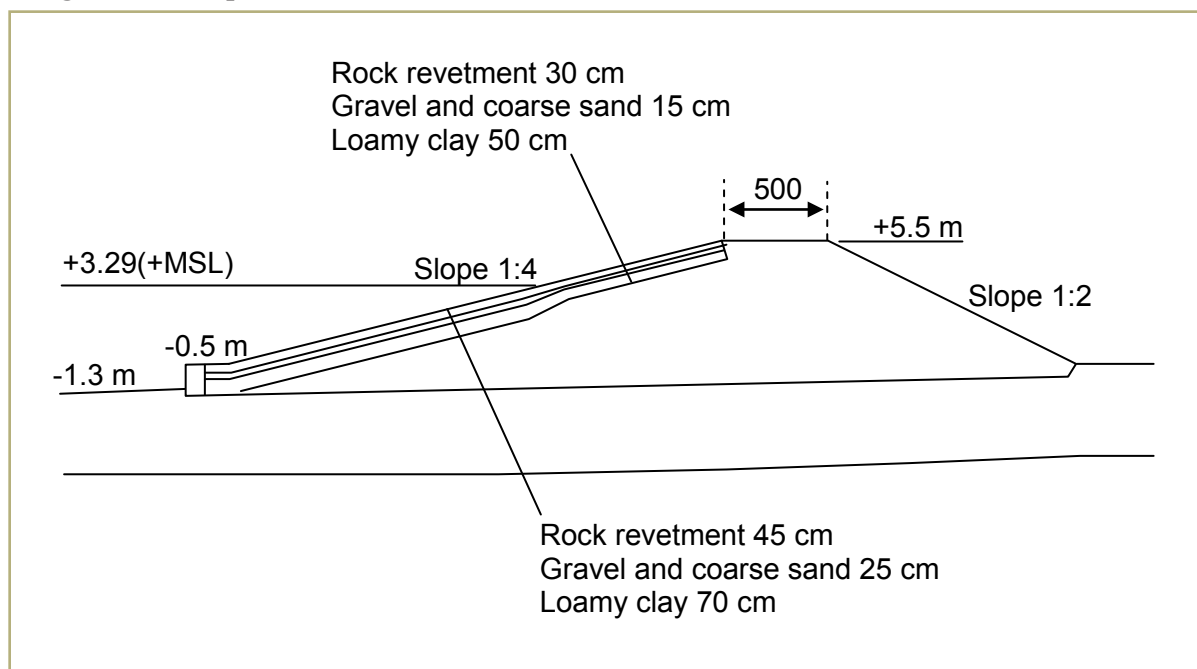 Rock revetment 30 cm
Gravel and coarse sand 15 cm
Loamy clay 50 cm
500
+5.5 m
+3.29(+MSL)
Slope 1:4
Slope 1:2
-0.5 m
-1.3 m
Rock revetment 45 cm
Gravel and coarse sand 25 cm
Loamy clay 70 cm